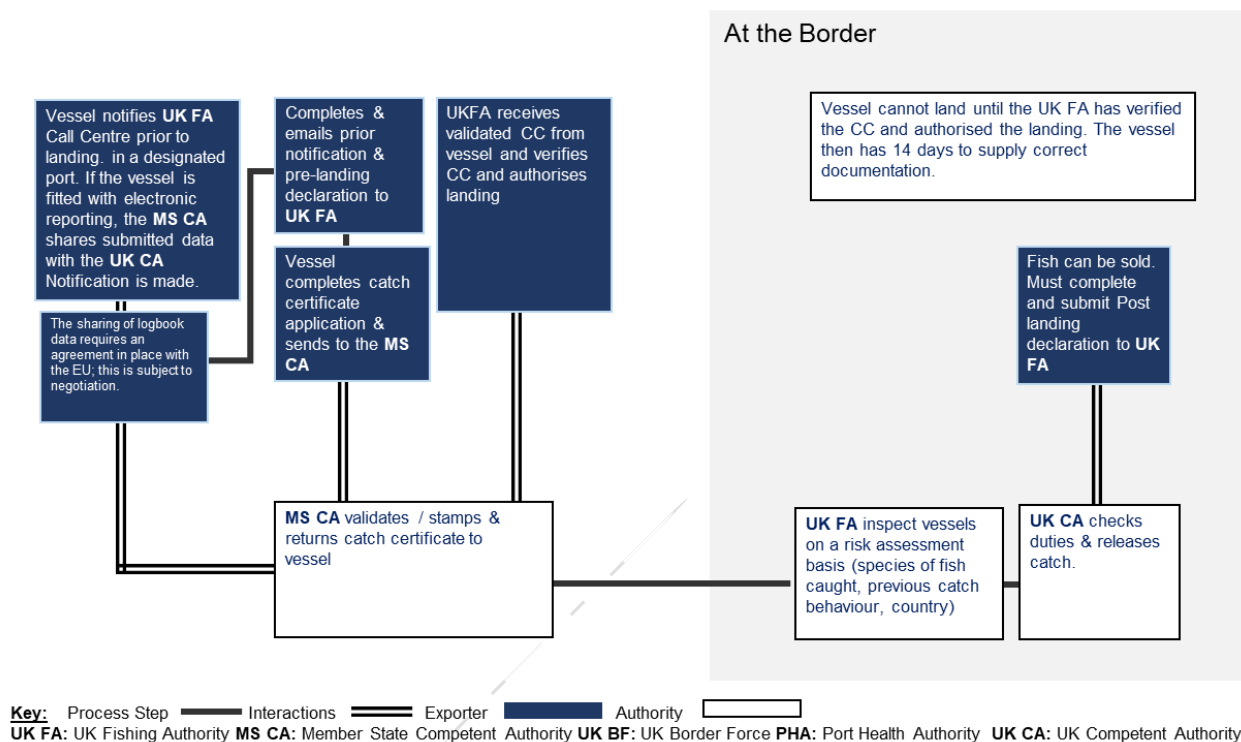 At the Border
Vessel notifies UK FA
Call Centre prior to
landing. in a designated
port. If the vessel is
fitted with electronic
reporting, the MS CA
shares submitted data
with the UK CA
Notification is made.
The sharing of logbook
data requires an
agreement in place with
the EU; this is subject to
negotiation.
Completes &
emails prior
notification &
pre-landing
declaration to
UK FA
Vessel
completes catch
certificate
application &
sends to the MS
CA
UKFA receives
validated CC from
vessel and verifies
CC and authorises
landing
Vessel cannot land until the UK FA has verified
the CC and authorised the landing. The vessel
then has 14 days to supply correct
documentation.
Fish can be sold.
Must complete
and submit Post
landing
declaration to UK
FA
MS CA validates / stamps &
returns catch certificate to
vessel
UK FA inspect vessels
on a risk assessment
basis (species of fish
caught, previous catch
behaviour, country)
UK CA checks
duties & releases
catch.
Key: Process Step Interactions Exporter Authority
UK FA: UK Fishing Authority MS CA: Member State Competent Authority UK BF: UK Border Force PHA: Port Health Authority UK CA: UK Competent Authority